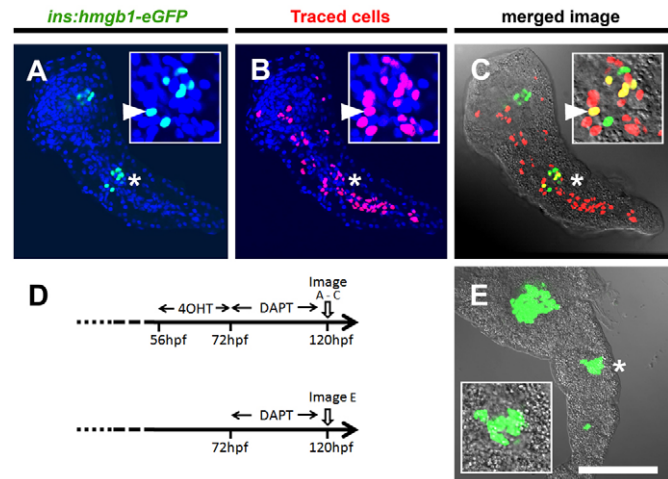 ins:hmgb1-eGFP
Traced cells
merged image
A
B
C
*
*
*
D
Image
A - C
4OHT
DAPT
56hpf
72hpf
120hpf
Image E
DAPT
72hpf
120hpf
E
*